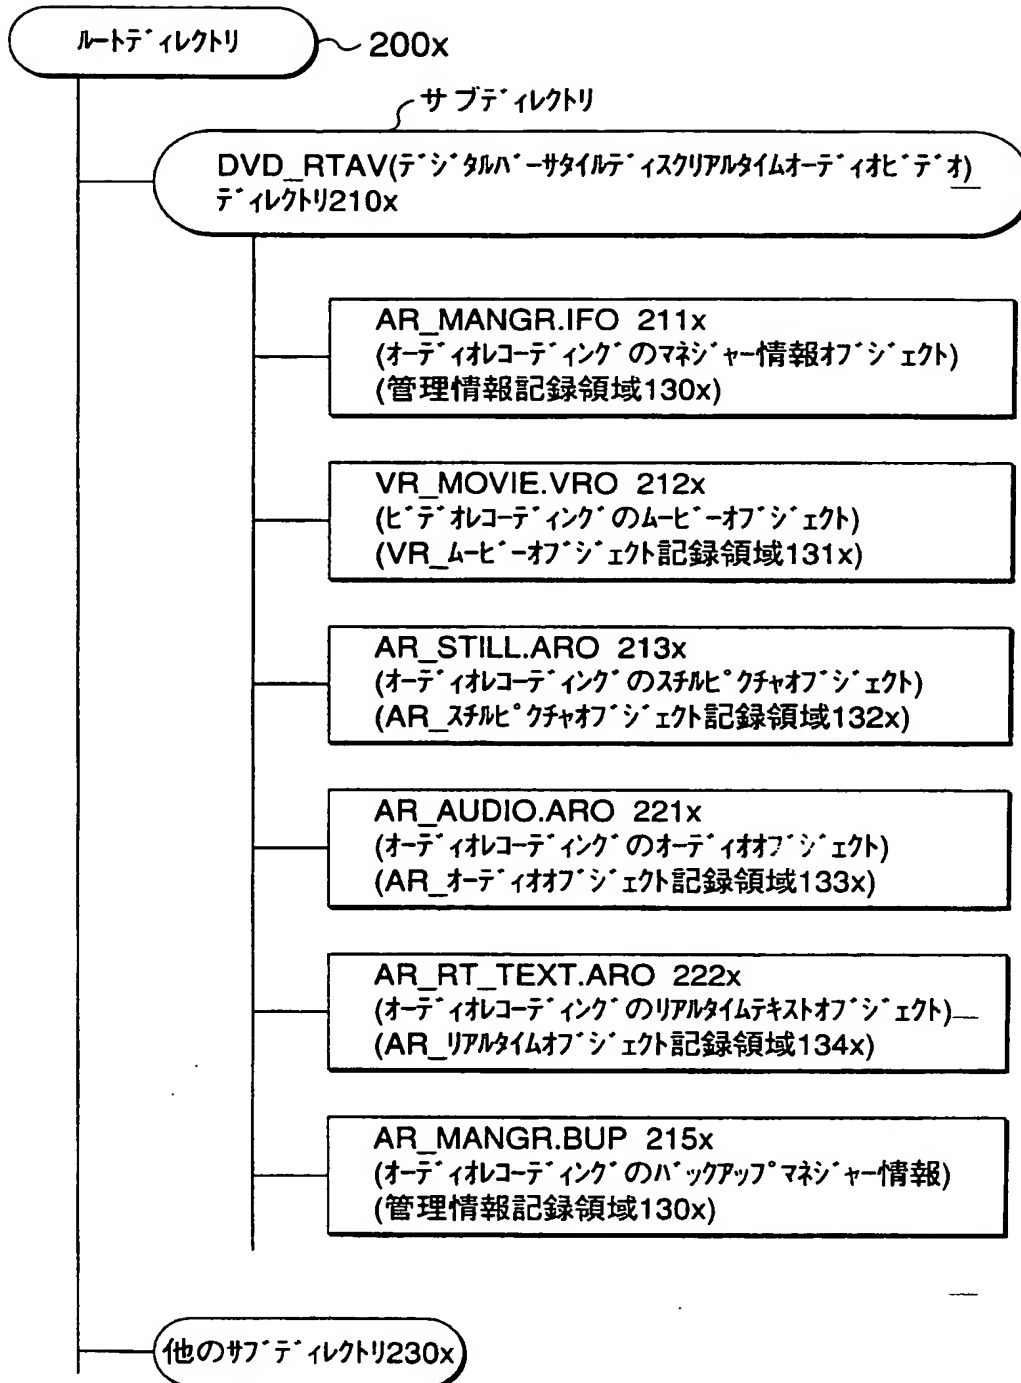 ルートディレクトリ
200x
サブディレクトリ
DVD_RTAV(デジタルバーサタイルディスクリアルタイムオーディオビデオ)
ディレクトリ210x
AR_MANGR.IFO 211x
(オーディオレコーディングのマネジャー情報オブジェクト)
(管理情報記録領域130x)
VR_MOVIE.VRO 212x
(ビデオレコーディングのムービーオブジェクト)
(VR_ムービーオブジェクト記録領域131x)
AR_STILL.ARO 213x
(オーディオレコーディングのスチルピクチャオブジェクト)
(AR_スチルピクチャオブジェクト記録領域132x)
AR_AUDIO.ARO 221x
(オーディオレコーディングのオーディオオブジェクト)
(AR_オーディオオブジェクト記録領域133x)
AR_RT_TEXT.ARO 222x
(オーディオレコーディングのリアルタイムテキストオブジェクト)
(AR_リアルタイムオブジェクト記録領域134x)
AR_MANGR.BUP 215x
(オーディオレコーディングのバックアップマネジャー情報)
(管理情報記録領域130x)
他のサブディレクトリ230x